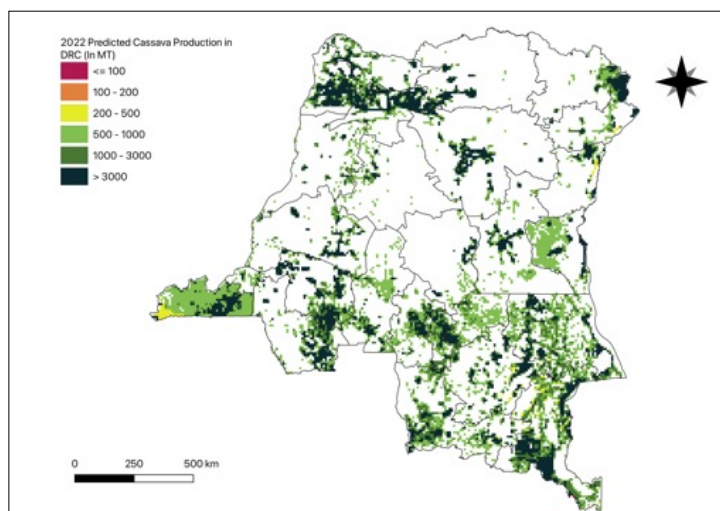 2022 Predicted Cassava Production in
DRC (In MT)
<= 100
100 - 200
200 - 500
500 - 1000
1000 - 3000
> 3000
0 250 500 km